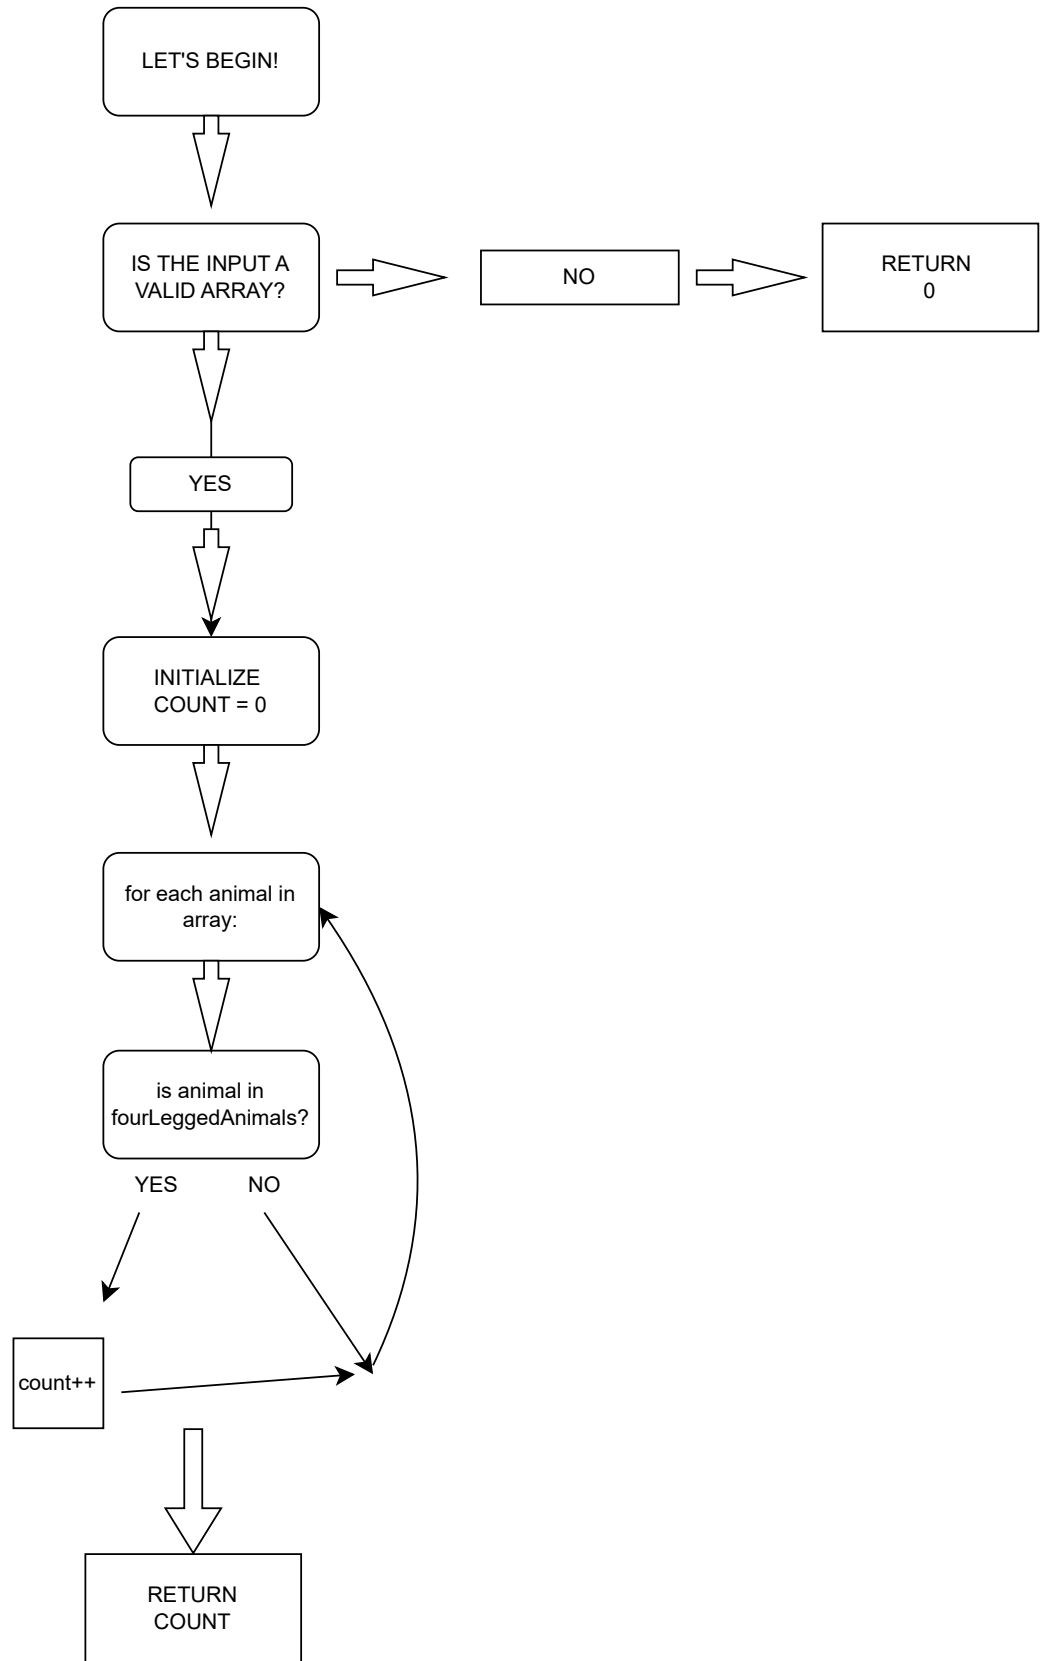 LET'S BEGIN!
IS THE INPUT A
VALID ARRAY?
NO
RETURN
0
YES
INITIALIZE
COUNT = 0
for each animal in
array:
is animal in
fourLeggedAnimals?
YES
NO
count++
RETURN
COUNT